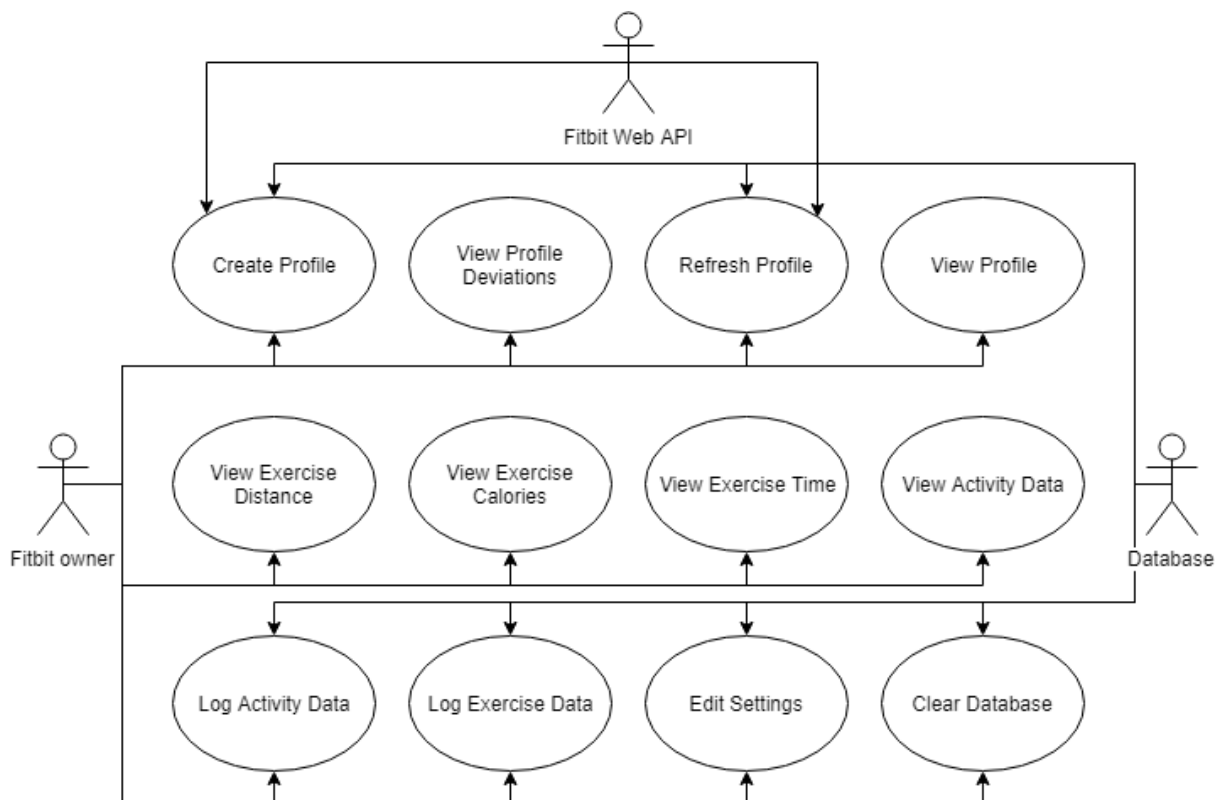 Fitbit Web API
Create Profile
View Profile
Deviations
Refresh Profile
View Profile
View Exercise
Distance
View Exercise
Calories
View Exercise Time
View Activity Data
Fitbit owner
Database
Log Activity Data
Log Exercise Data
Edit Settings
Clear Database